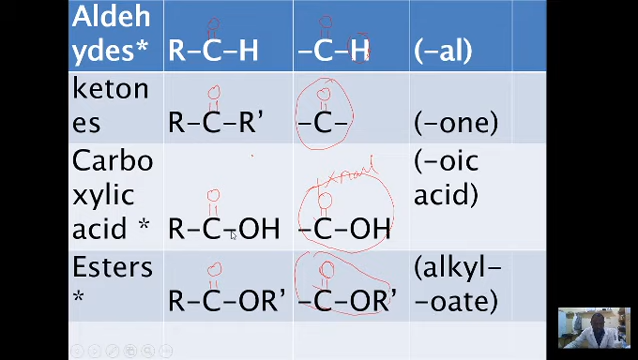 Aldeh
ydes* R–C–H –C–H (–al)
O O
keton
es R–C–R’ –C– (–one)
O O
Carbo
xylic
acid * R–C–OH –C–OH (–oic
acid)
O O
Esters
* R–C–OR’ –C–OR’ (alkyl–
–oate)
O O